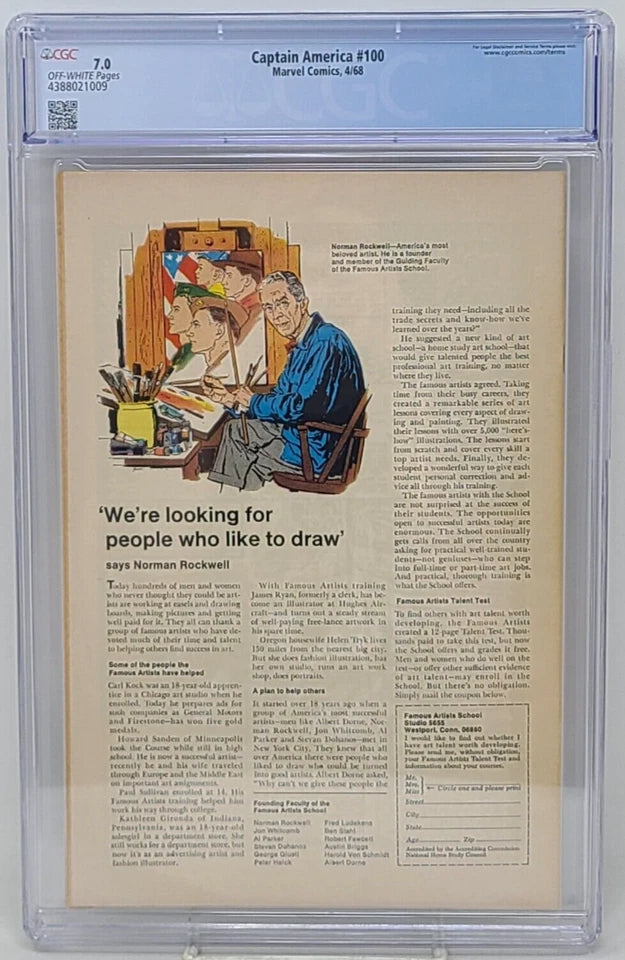 CGC
7.0
OFF-WHITE Pages
4388021009
Captain America #100
Marvel Comics, 4/68
For Legal Disclaimer and Service Terms please visit:
www.cgccomics.com/terms
Norman Rockwell—America's most
beloved artist. He is a founder
and member of the Guiding Faculty
of the Famous Artists School.
'We're looking for
people who like to draw'
says Norman Rockwell
Today hundreds of men and women
who never thought they could be art-
ists are working at easels and drawing
boards, making pictures and getting
well paid for it. They all can thank a
group of famous artists who have de-
voted much of their time and talent
to helping others find success in art.
Some of the people the
Famous Artists have helped
Carl Kock was an 18-year-old appren-
tice in a Chicago art studio when he
enrolled. Today he prepares ads for
such companies as General Motors
and Firestone—has won five gold
medals.
Howard Sanden of Minneapolis
took the Course while still in high
school. He is now a successful artist—
recently he and his wife traveled
through Europe and the Middle East
on important art assignments.
Paul Sullivan enrolled at 14. His
Famous Artists training helped him
work his way through college.
Kathleen Gironda of Indiana,
Pennsylvania, was an 18-year-old
salesgirl in a department store. She
still works for a department store, but
now it's as an advertising artist and
fashion illustrator.
With Famous Artists training
James Ryan, formerly a clerk, has be-
come an illustrator at Hughes Air-
craft—and turns out a steady stream
of well-paying free-lance artwork in
his spare time.
Oregon housewife Helen Tryk lives
150 miles from the nearest big city.
But she does fashion illustration, has
her own studio, runs an art work
shop, does portraits.
A plan to help others
It started over 18 years ago when a
group of America's most successful
artists—men like Albert Dorne, Nor-
man Rockwell, Jon Whitcomb, Al
Parker and Stevan Dohanos—met in
New York City. They knew that all
over America there were people who
liked to draw who could be turned
into good artists. Albert Dorne asked,
"Why can't we give these people the
Founding Faculty of the
Famous Artists School
Norman Rockwell
Jon Whitcomb
Al Parker
Stevan Dohanos
George Giusti
Peter Helck
Fred Ludekens
Ben Stahl
Robert Fawcett
Austin Briggs
Harold Von Schmidt
Albert Dorne
training they need—including all the
trade secrets and know-how we've
learned over the years?"
He suggested a new kind of art
school—a home study art school—that
would give talented people the best
professional art training, no matter
where they live.
The famous artists agreed. Taking
time from their busy careers, they
created a remarkable series of art
lessons covering every aspect of draw-
ing and painting. They illustrated
their lessons with over 5,000 "here's-
how" illustrations. The lessons start
from scratch and cover every skill a
top artist needs. Finally, they de-
veloped a wonderful way to give each
student personal correction and ad-
vice all through his training.
The famous artists with the School
are not surprised at the success of
their students. The opportunities
open to successful artists today are
enormous. The School continually
gets calls from all over the country
asking for practical well-trained stu-
dents—not geniuses—who can step
into full-time or part-time art jobs.
And practical, thorough training is
what the School offers.
Famous Artists Talent Test
To find others with art talent worth
developing, the Famous Artists
created a 12-page Talent Test. Thou-
sands paid to take this test, but now
the School offers and grades it free.
Men and women who do well on the
test—or offer other sufficient evidence
of art talent—may enroll in the
School. But there's no obligation.
Simply mail the coupon below.
Famous Artists School
Studio 5655
Westport, Conn. 06880
I would like to find out whether I
have art talent worth developing.
Please send me, without obligation,
your Famous Artists Talent Test and
information about your courses.
Mr.
Mrs.
Miss
Circle one and please print
Street
City
State
Age Zip
Accredited by the Accrediting Commission
National Home Study Council